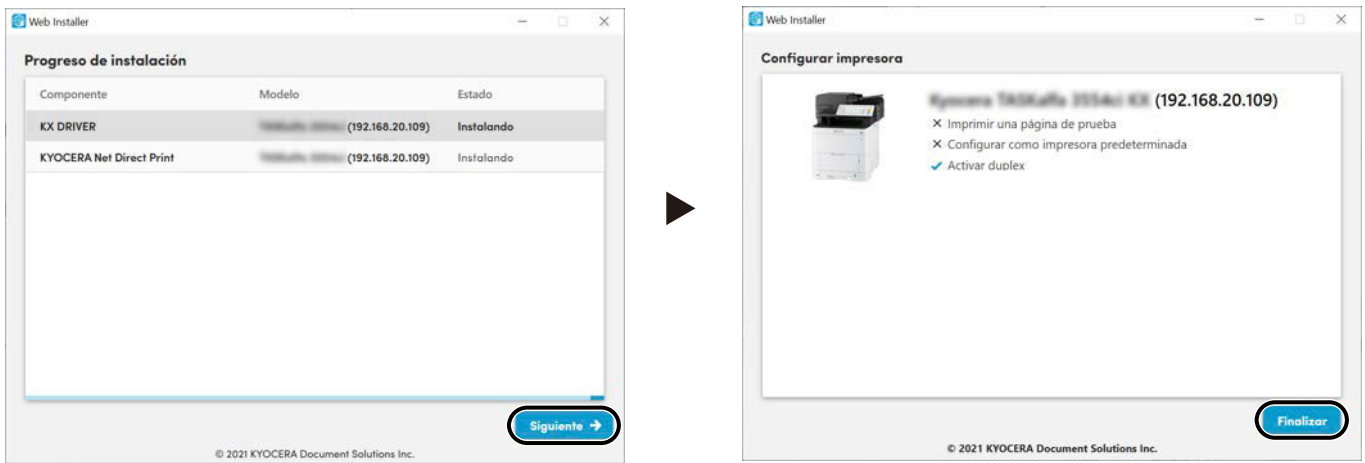 Web Installer
Progreso de instalación
Componente Modelo Estado
KX DRIVER (192.168.20.109) Instalando
KYOCERA Net Direct Print (192.168.20.109) Instalando
Siguiente →
© 2021 KYOCERA Document Solutions Inc.
Web Installer
Configurar impresora
(192.168.20.109)
Imprimir una página de prueba
Configurar como impresora predeterminada
Activar duplex
Finalizar
© 2021 KYOCERA Document Solutions Inc.